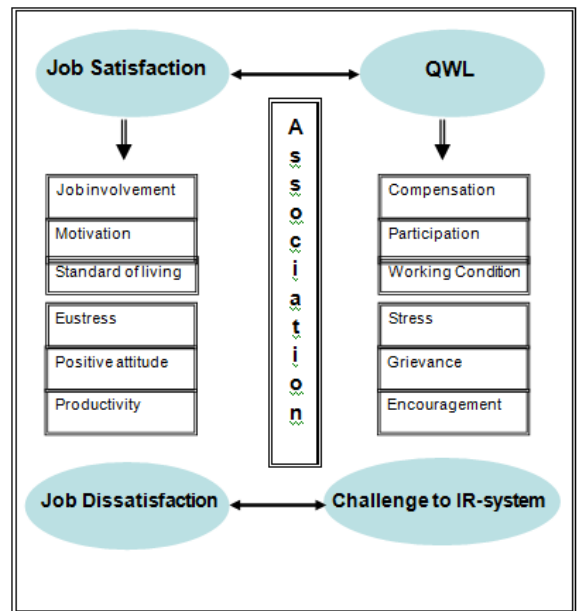 Job Satisfaction
QWL
Association
Job involvement
Motivation
Standard of living
Eustress
Positive attitude
Productivity
Compensation
Participation
Working Condition
Stress
Grievance
Encouragement
Job Dissatisfaction
Challenge to IR-system